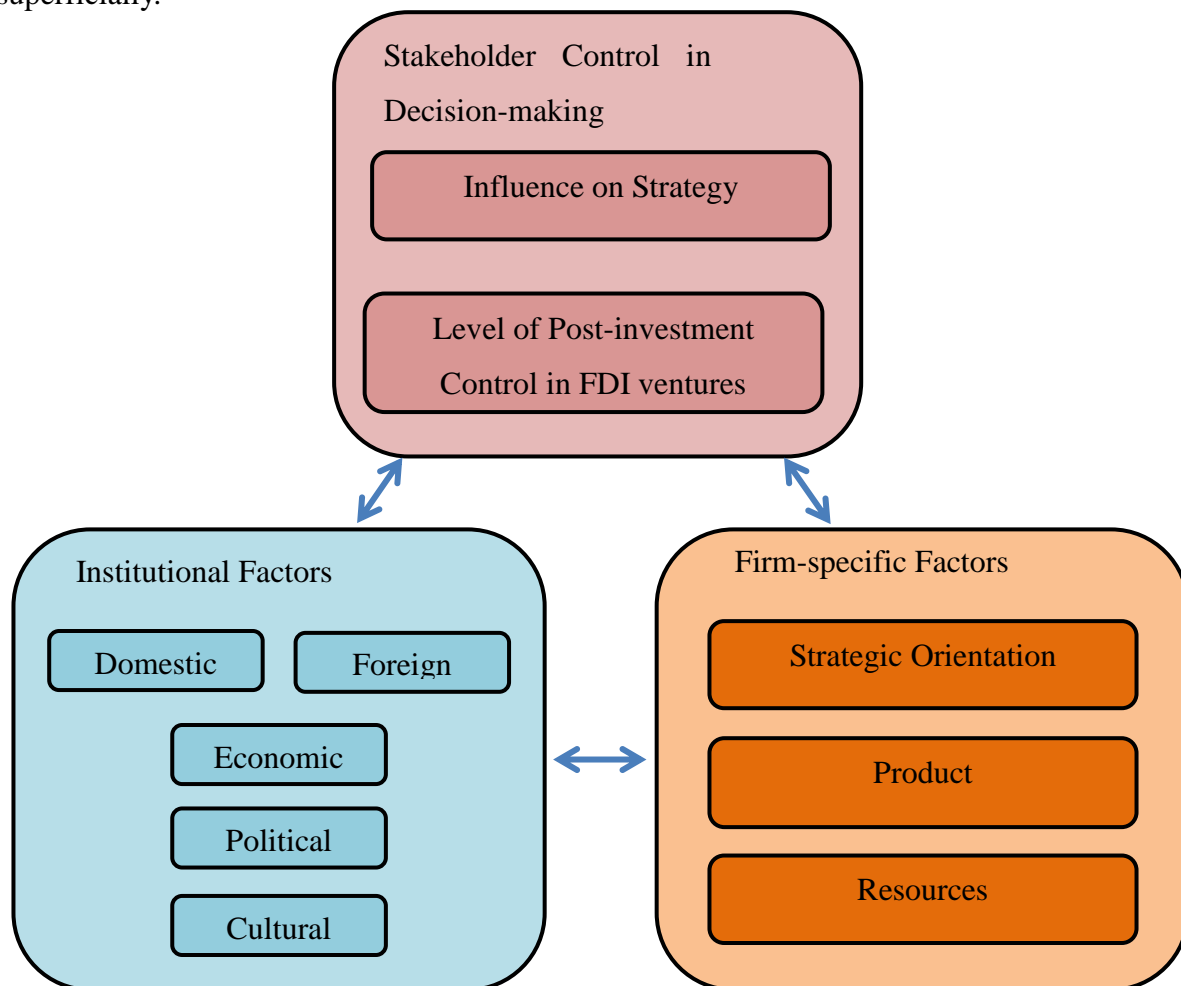 superficially.
Stakeholder Control in
Decision-making
Influence on Strategy
Level of Post-investment
Control in FDI ventures
Institutional Factors
Domestic
Foreign
Economic
Political
Cultural
Firm-specific Factors
Strategic Orientation
Product
Resources